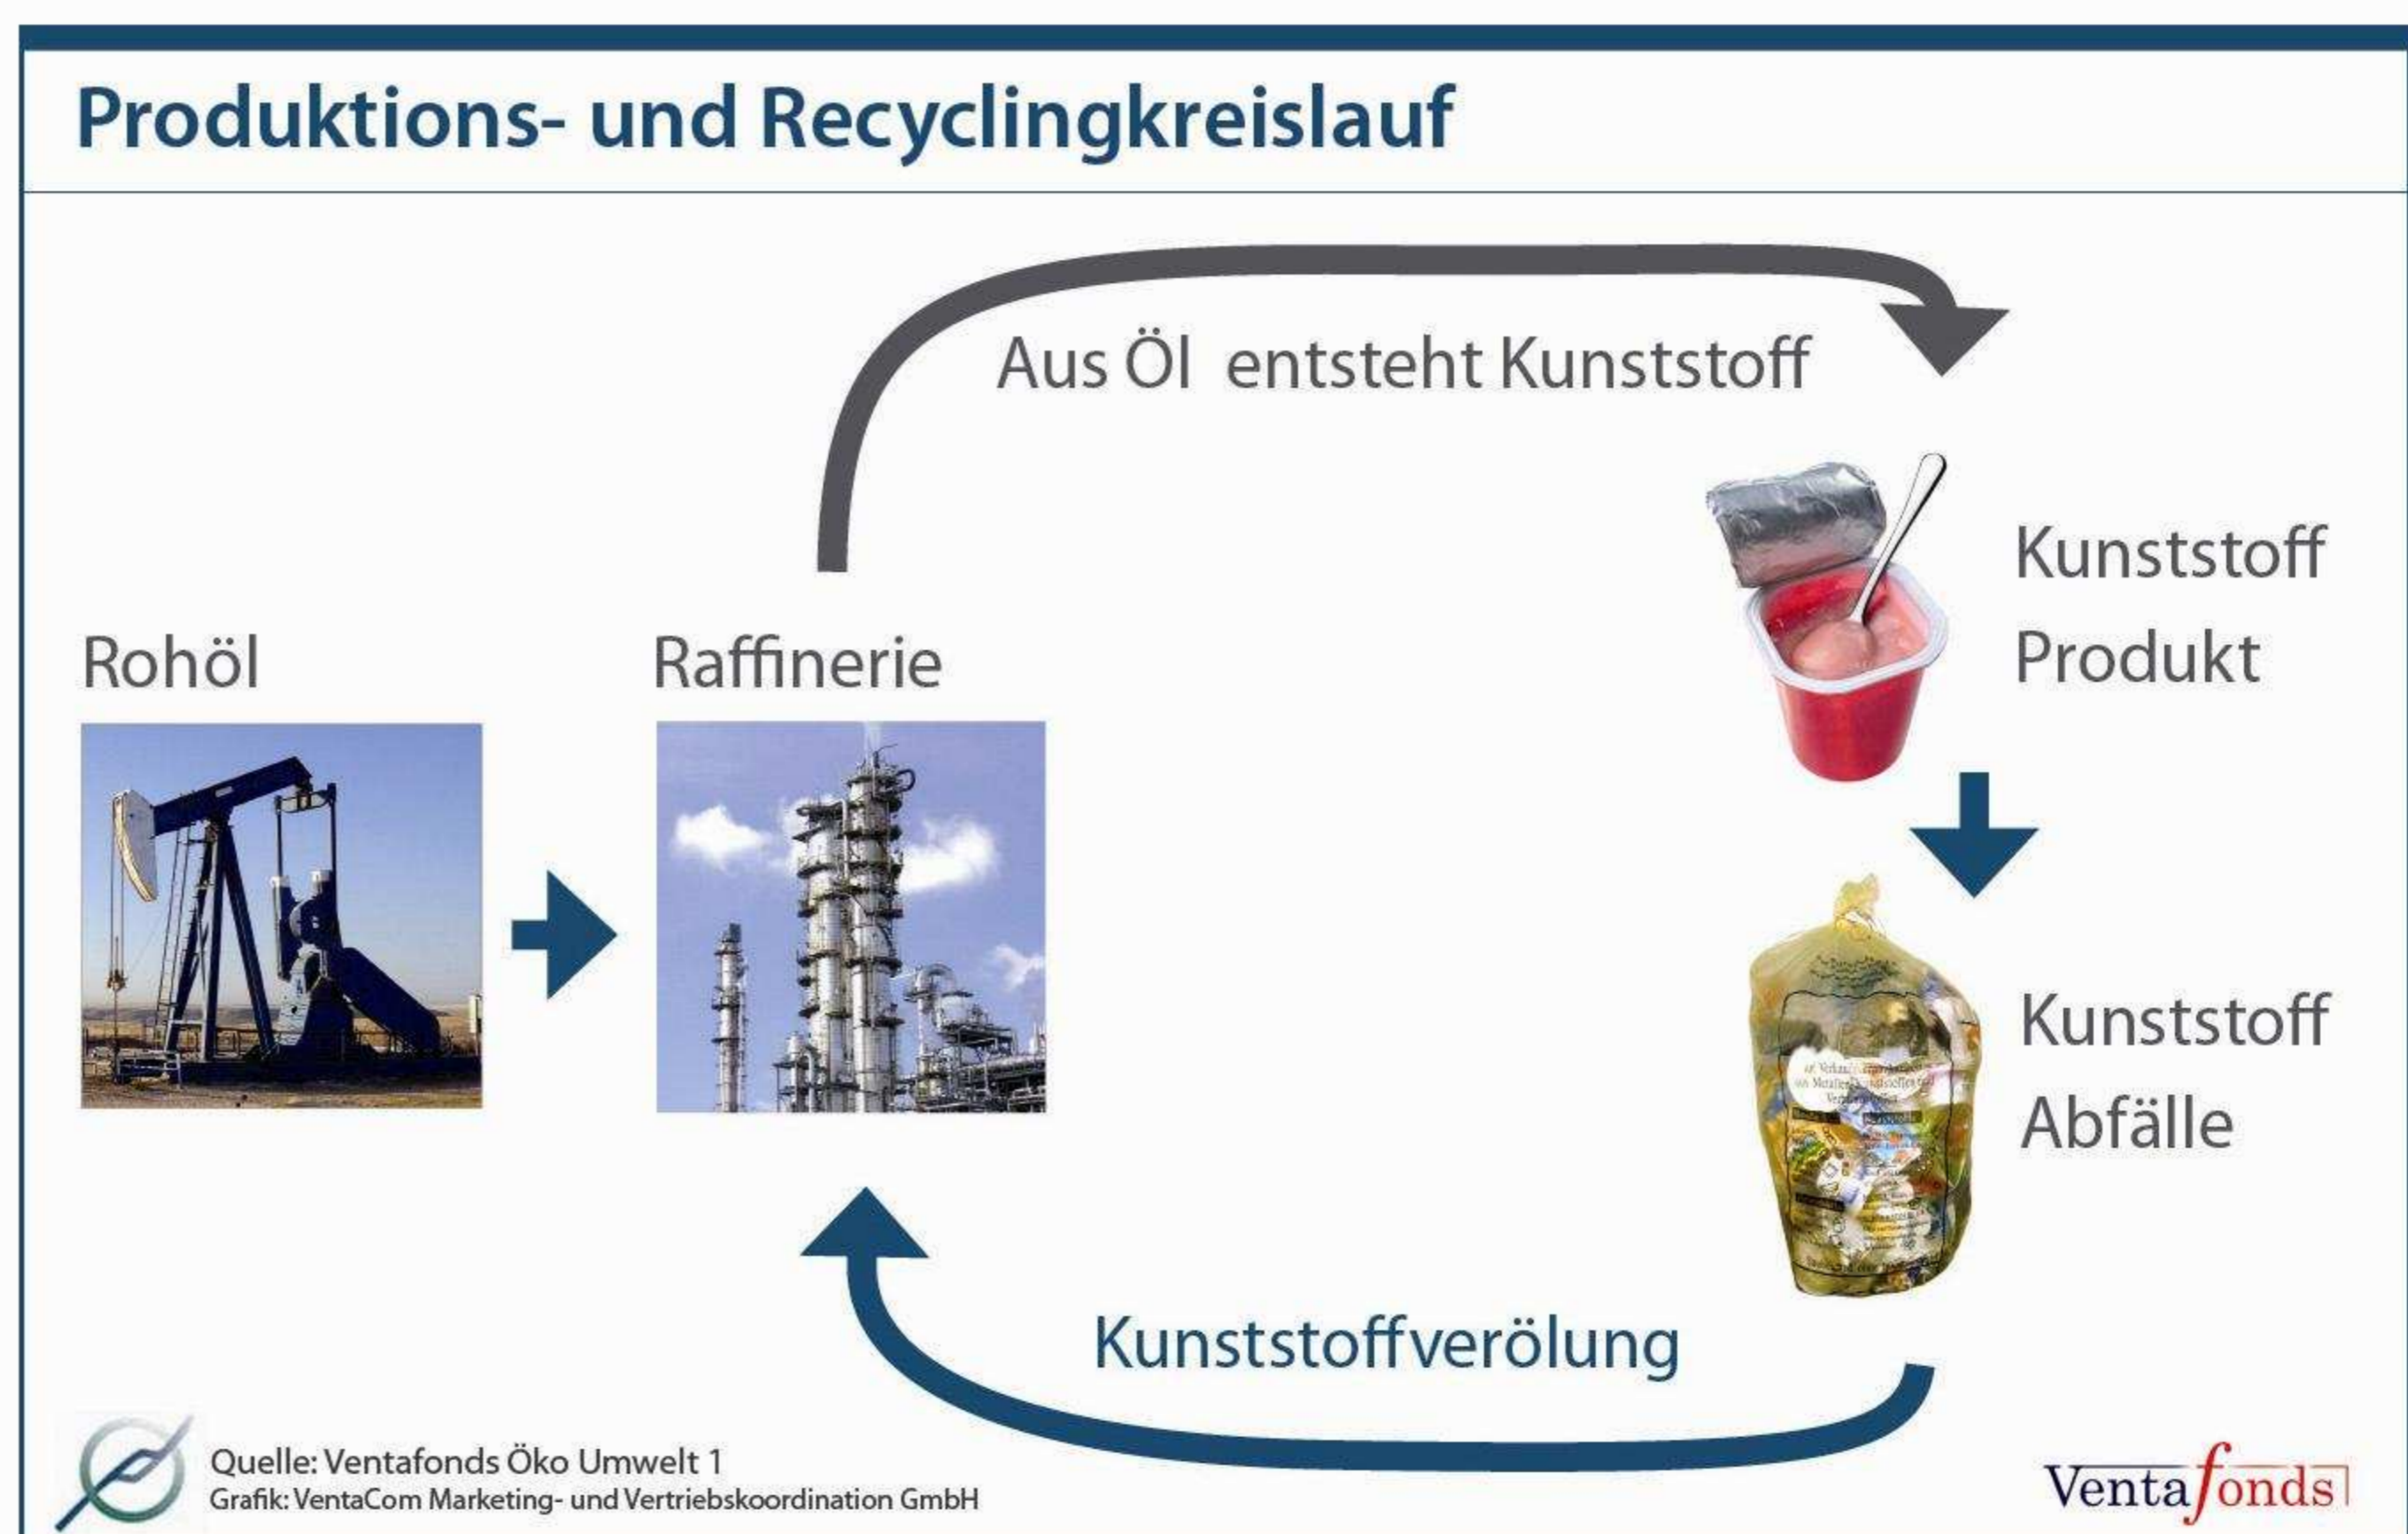 Produktions- und Recyclingkreislauf
Aus Öl entsteht Kunststoff
Kunststoff
Produkt
Rohöl
Raffinerie
Kunststoff
Abfälle
Kunststoffverölung
Quelle: Ventafonds Öko Umwelt 1
Grafik: VentaCom Marketing- und Vertriebskoordination GmbH
Ventafonds